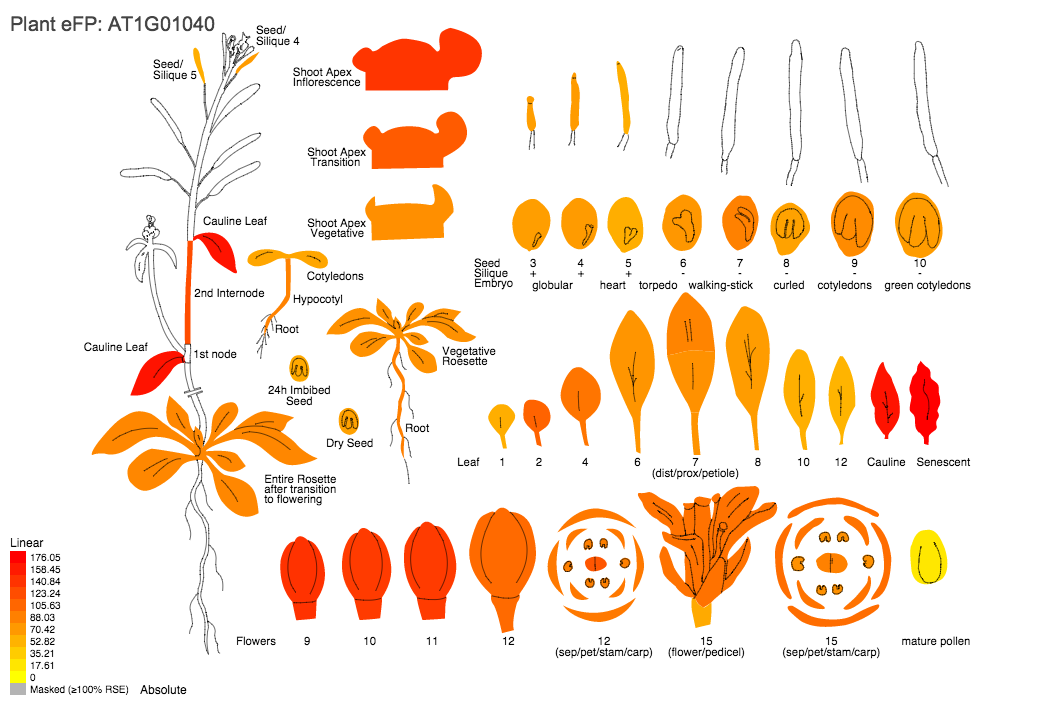 Plant eFP: AT1G01040
Seed/
Silique 4
Seed/
Silique 5
Shoot Apex
Inflorescence
Shoot Apex
Transition
Shoot Apex
Vegetative
Cauline Leaf
2nd Internode
Cauline Leaf
1st node
Cotyledons
Hypocotyl
Root
24h Imbibed
Seed
Dry Seed
Vegetative
Roesette
Root
Entire Rosette
after transition
to flowering
Seed 3 4 5 6 7 8 9 10
Silique + + + - - - - -
Embryo globular heart torpedo walking-stick curled cotyledons green cotyledons
Leaf 1 2 4 6 7 8 10 12 Cauline Senescent
(dist/prox/petiole)
Flowers 9 10 11 12 12 15 15 mature pollen
(sep/pet/stam/carp) (flower/pedicel) (sep/pet/stam/carp)
Linear
176.05
158.45
140.84
123.24
105.63
88.03
70.42
52.82
35.21
17.61
0
Masked (≥100% RSE) Absolute